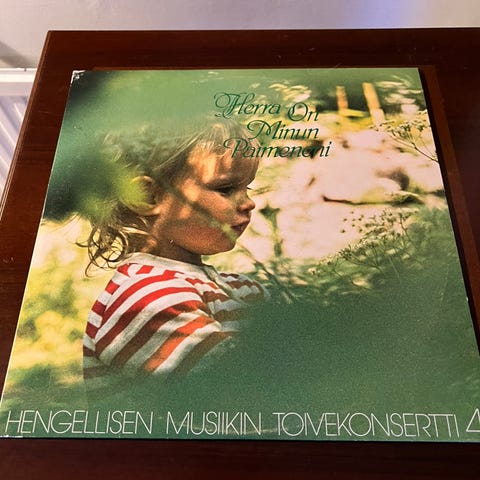 Herra On
Minun
Paimeneni
HENGELLISEN MUSIIKIN TOIVEKONSERTTI 4